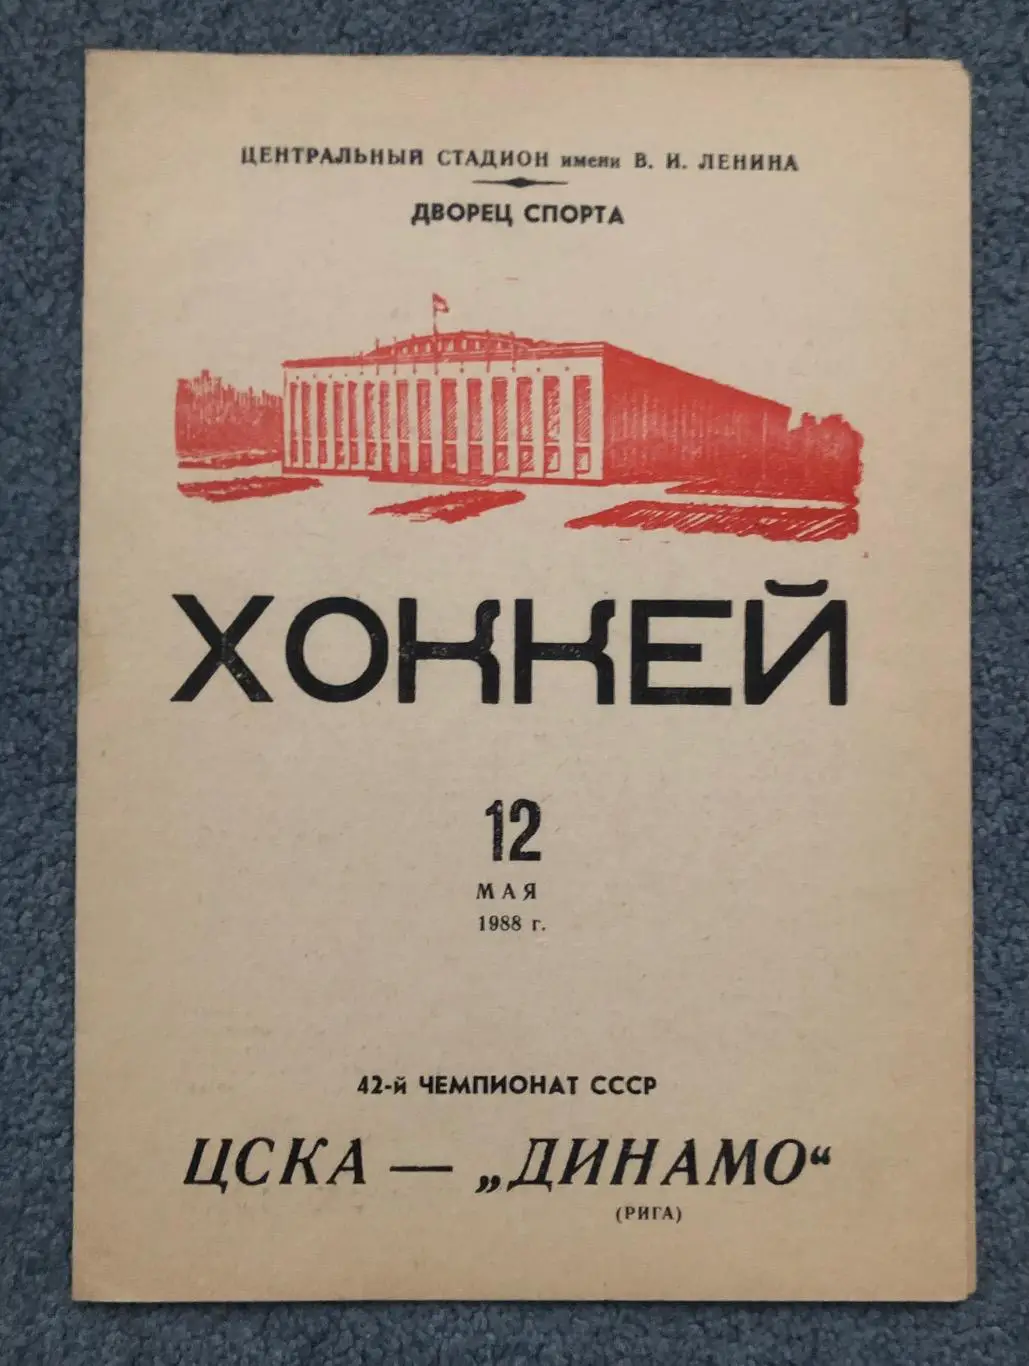 ЦЕНТРАЛЬНЫЙ СТАДИОН имени В. И. ЛЕНИНА
ДВОРЕЦ СПОРТА
ХОККЕЙ
12
МАЯ
1988 г.
42-й ЧЕМПИОНАТ СССР
ЦСКА — „ДИНАМО“
(РИГА)